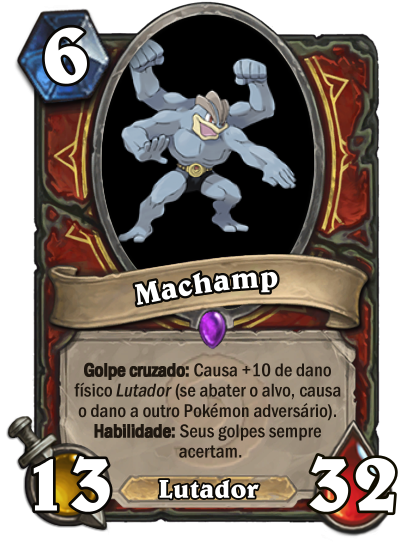 6
Machamp
Golpe cruzado: Causa +10 de dano
físico Lutador (se abater o alvo, causa
o dano a outro Pokémon adversário).
Habilidade: Seus golpes sempre
acertam.
13
Lutador
32